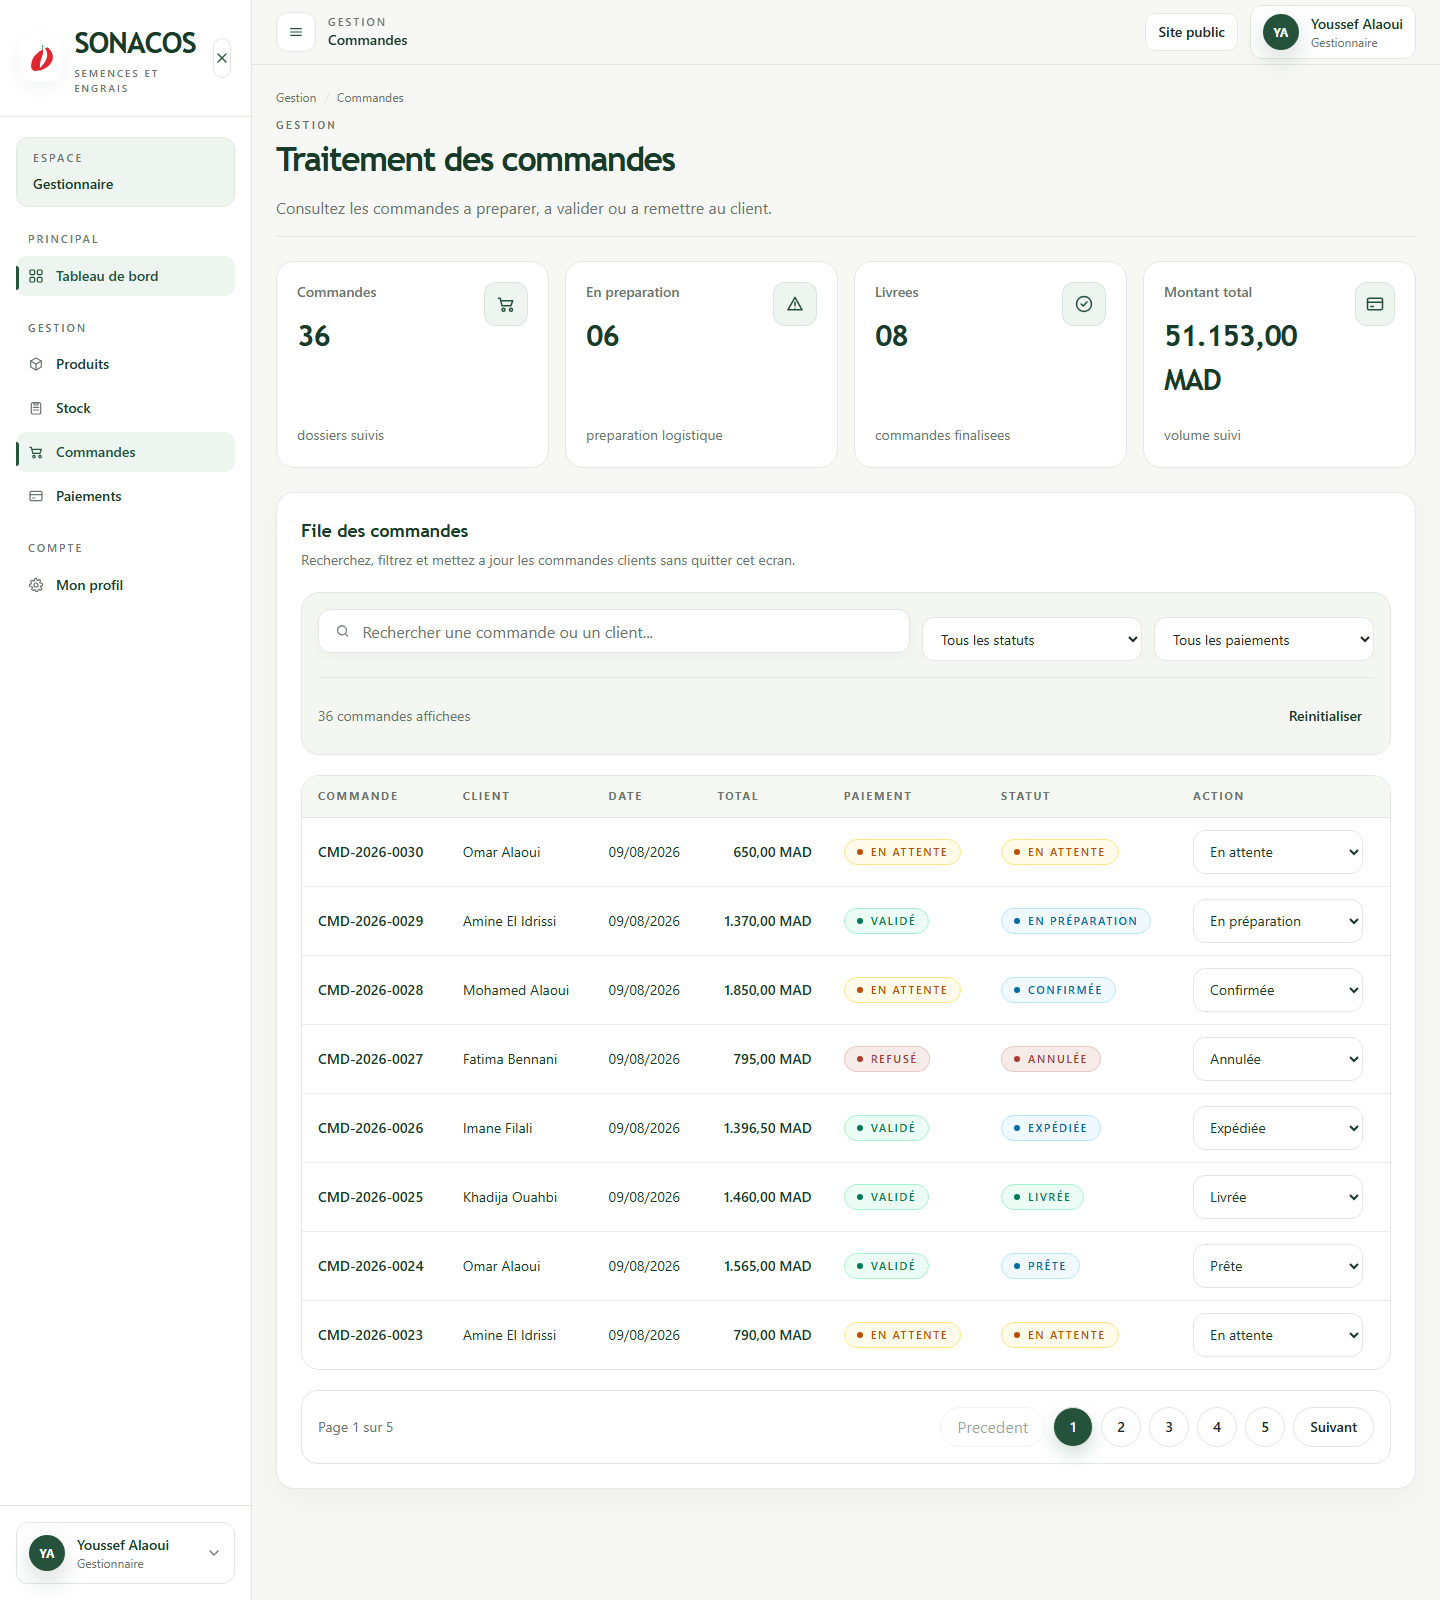 SONACOS
SEMENCES ET
ENGRAIS
ESPACE
Gestionnaire
PRINCIPAL
Tableau de bord
GESTION
Produits
Stock
Commandes
Paiements
COMPTE
Mon profil
YA
Youssef Alaoui
Gestionnaire
GESTION
Commandes
Site public
YA
Youssef Alaoui
Gestionnaire
Gestion / Commandes
GESTION
Traitement des commandes
Consultez les commandes a preparer, a valider ou a remettre au client.
Commandes
36
dossiers suivis
En preparation
06
preparation logistique
Livrees
08
commandes finalisees
Montant total
51.153,00
MAD
volume suivi
File des commandes
Recherchez, filtrez et mettez a jour les commandes clients sans quitter cet ecran.
Rechercher une commande ou un client...
Tous les statuts
Tous les paiements
36 commandes affichees
Reinitialiser
COMMANDE CLIENT DATE TOTAL PAIEMENT STATUT ACTION
CMD-2026-0030 Omar Alaoui 09/08/2026 650,00 MAD EN ATTENTE EN ATTENTE En attente
CMD-2026-0029 Amine El Idrissi 09/08/2026 1.370,00 MAD VALIDÉ EN PRÉPARATION En préparation
CMD-2026-0028 Mohamed Alaoui 09/08/2026 1.850,00 MAD EN ATTENTE CONFIRMÉE Confirmée
CMD-2026-0027 Fatima Bennani 09/08/2026 795,00 MAD REFUSÉ ANNULÉE Annulée
CMD-2026-0026 Imane Filali 09/08/2026 1.396,50 MAD VALIDÉ EXPÉDIÉE Expédiée
CMD-2026-0025 Khadija Ouahbi 09/08/2026 1.460,00 MAD VALIDÉ LIVRÉE Livrée
CMD-2026-0024 Omar Alaoui 09/08/2026 1.565,00 MAD VALIDÉ PRÊTE Prête
CMD-2026-0023 Amine El Idrissi 09/08/2026 790,00 MAD EN ATTENTE EN ATTENTE En attente
Page 1 sur 5
Precedent 1 2 3 4 5 Suivant